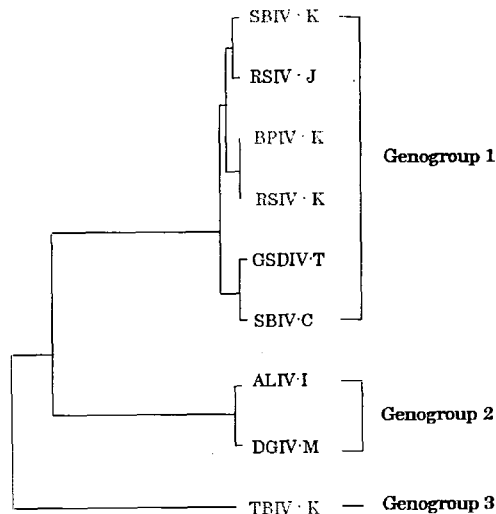 SBIV · K
RSIV · J
BPIV · K
Genogroup 1
RSIV · K
GSDIV·T
SBIV·C
ALIV·I
Genogroup 2
DGIV·M
TBIV · K
Genogroup 3